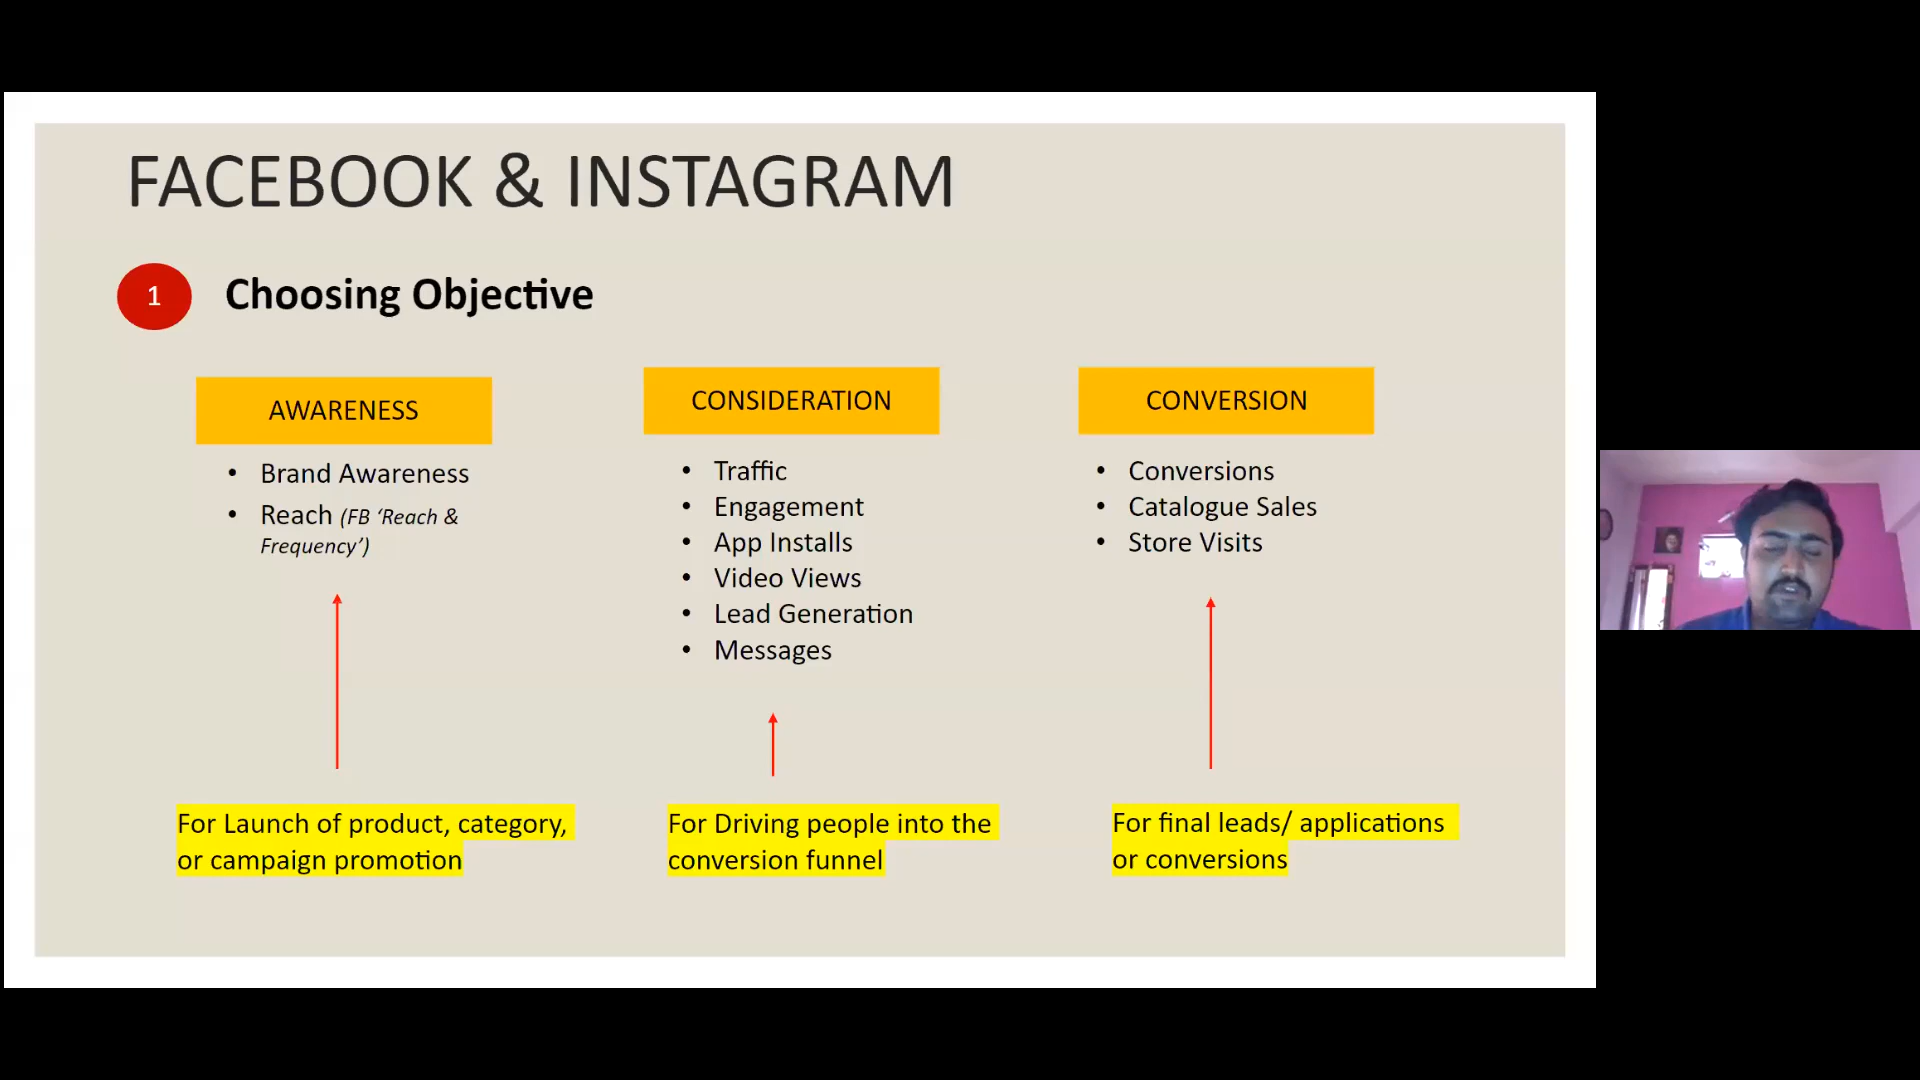 FACEBOOK & INSTAGRAM
1 Choosing Objective
AWARENESS
• Brand Awareness
• Reach (FB ‘Reach &
Frequency’)
For Launch of product, category,
or campaign promotion
CONSIDERATION
• Traffic
• Engagement
• App Installs
• Video Views
• Lead Generation
• Messages
For Driving people into the
conversion funnel
CONVERSION
• Conversions
• Catalogue Sales
• Store Visits
For final leads/ applications
or conversions